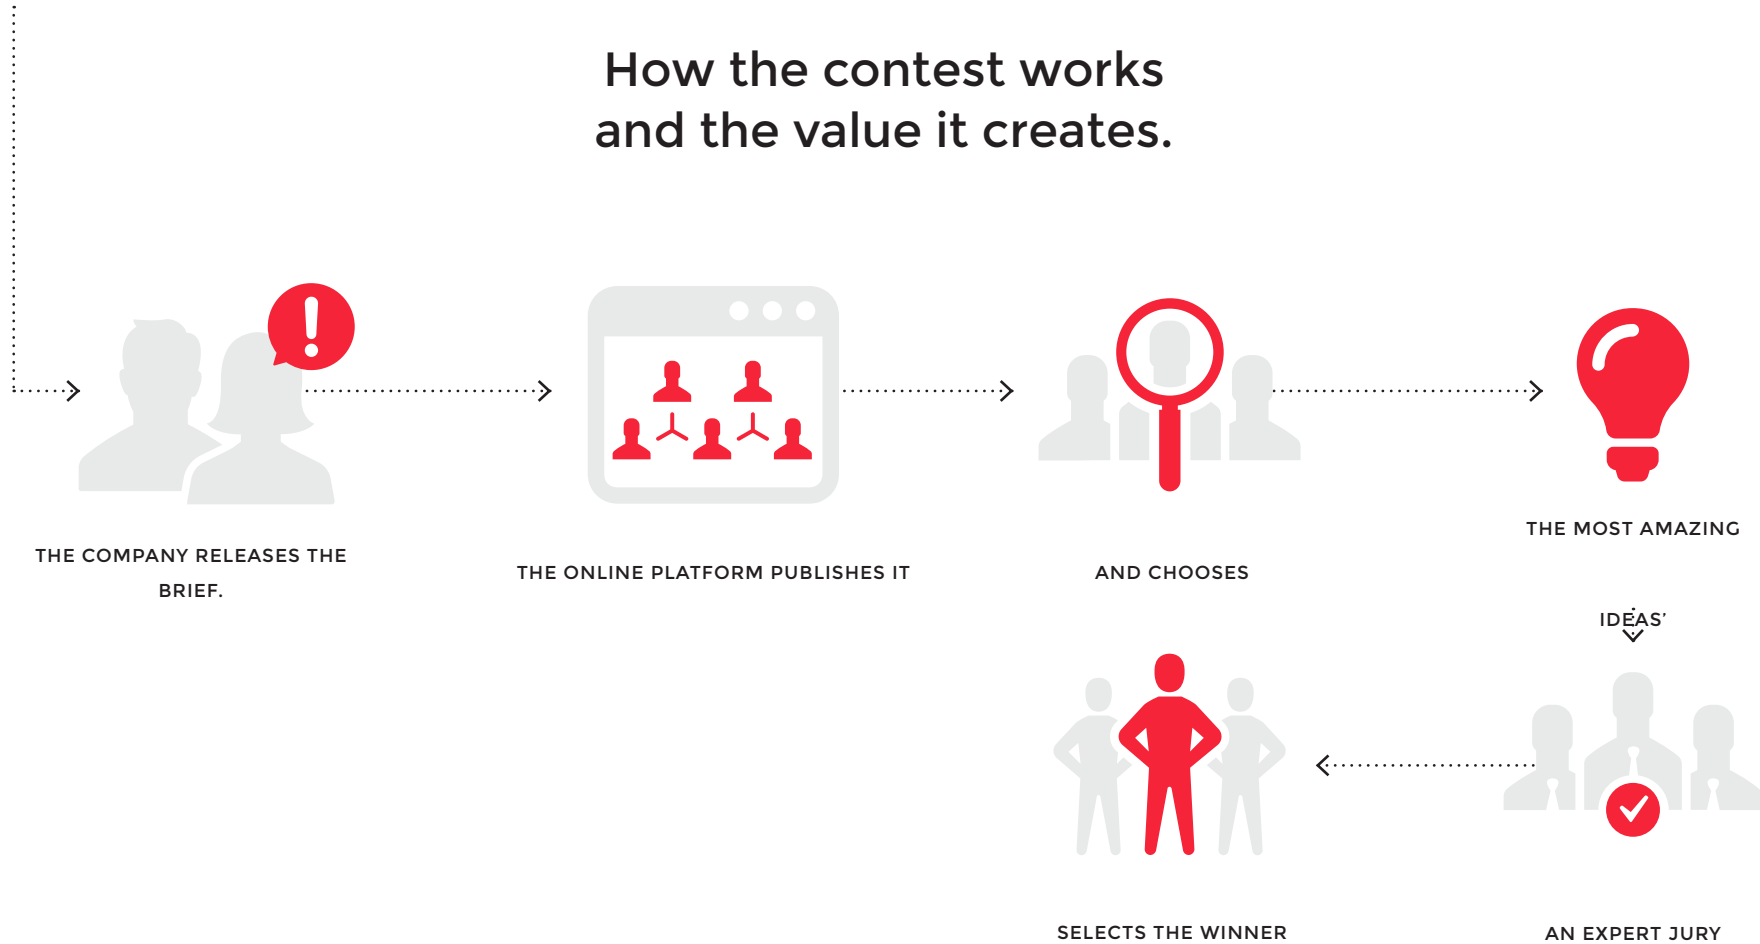 How the contest works
and the value it creates.
THE COMPANY RELEASES THE
BRIEF.
THE ONLINE PLATFORM PUBLISHES IT
AND CHOOSES
THE MOST AMAZING
IDEAS’
AN EXPERT JURY
SELECTS THE WINNER